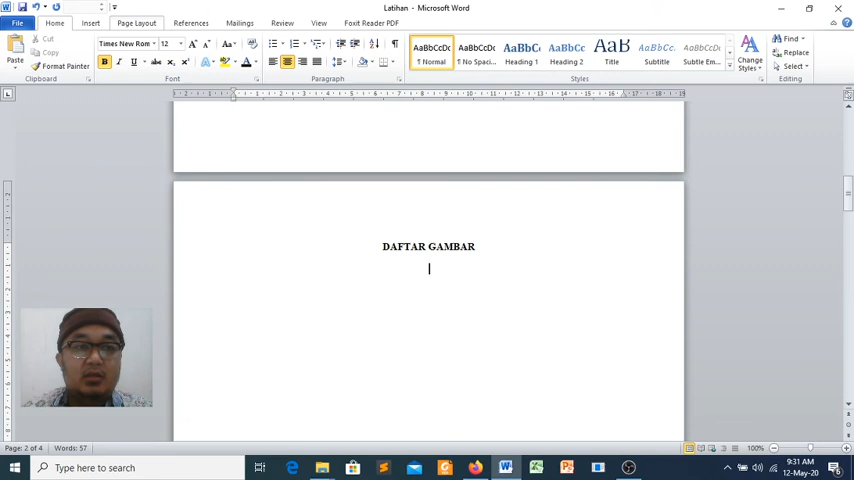 Latihan - Microsoft Word
File Home Insert Page Layout References Mailings Review View Foxit Reader PDF
Paste
Cut
Copy
Format Painter
Clipboard
Times New Rom 12
Font
Paragraph
AaBbCcDc AaBbCcDc AaBbC AaBbCc AaB AaBbCc. AaBbCcDc
¶ Normal ¶ No Spaci... Heading 1 Heading 2 Title Subtitle Subtle Em...
Styles
Change Styles
Find
Replace
Select
Editing
DAFTAR GAMBAR
Page: 2 of 4 Words: 57
100%
Type here to search
9:31 AM
12-May-20